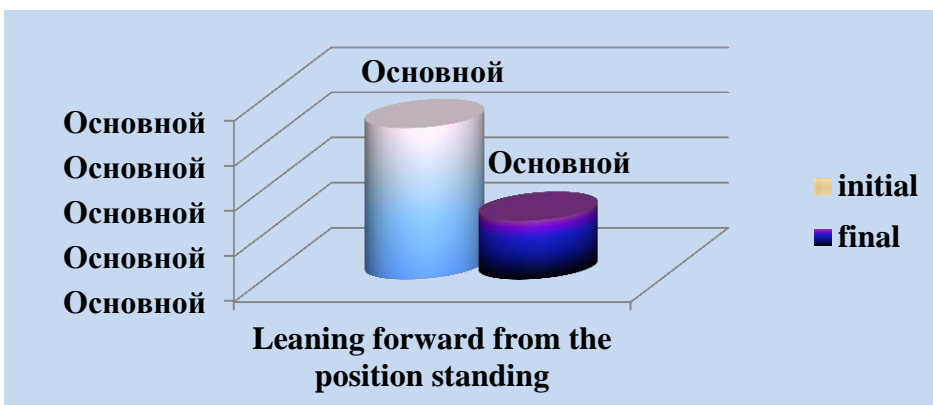 Основной
Основной
Основной
Основной
Основной
Основной
Основной
initial
final
Leaning forward from the
position standing